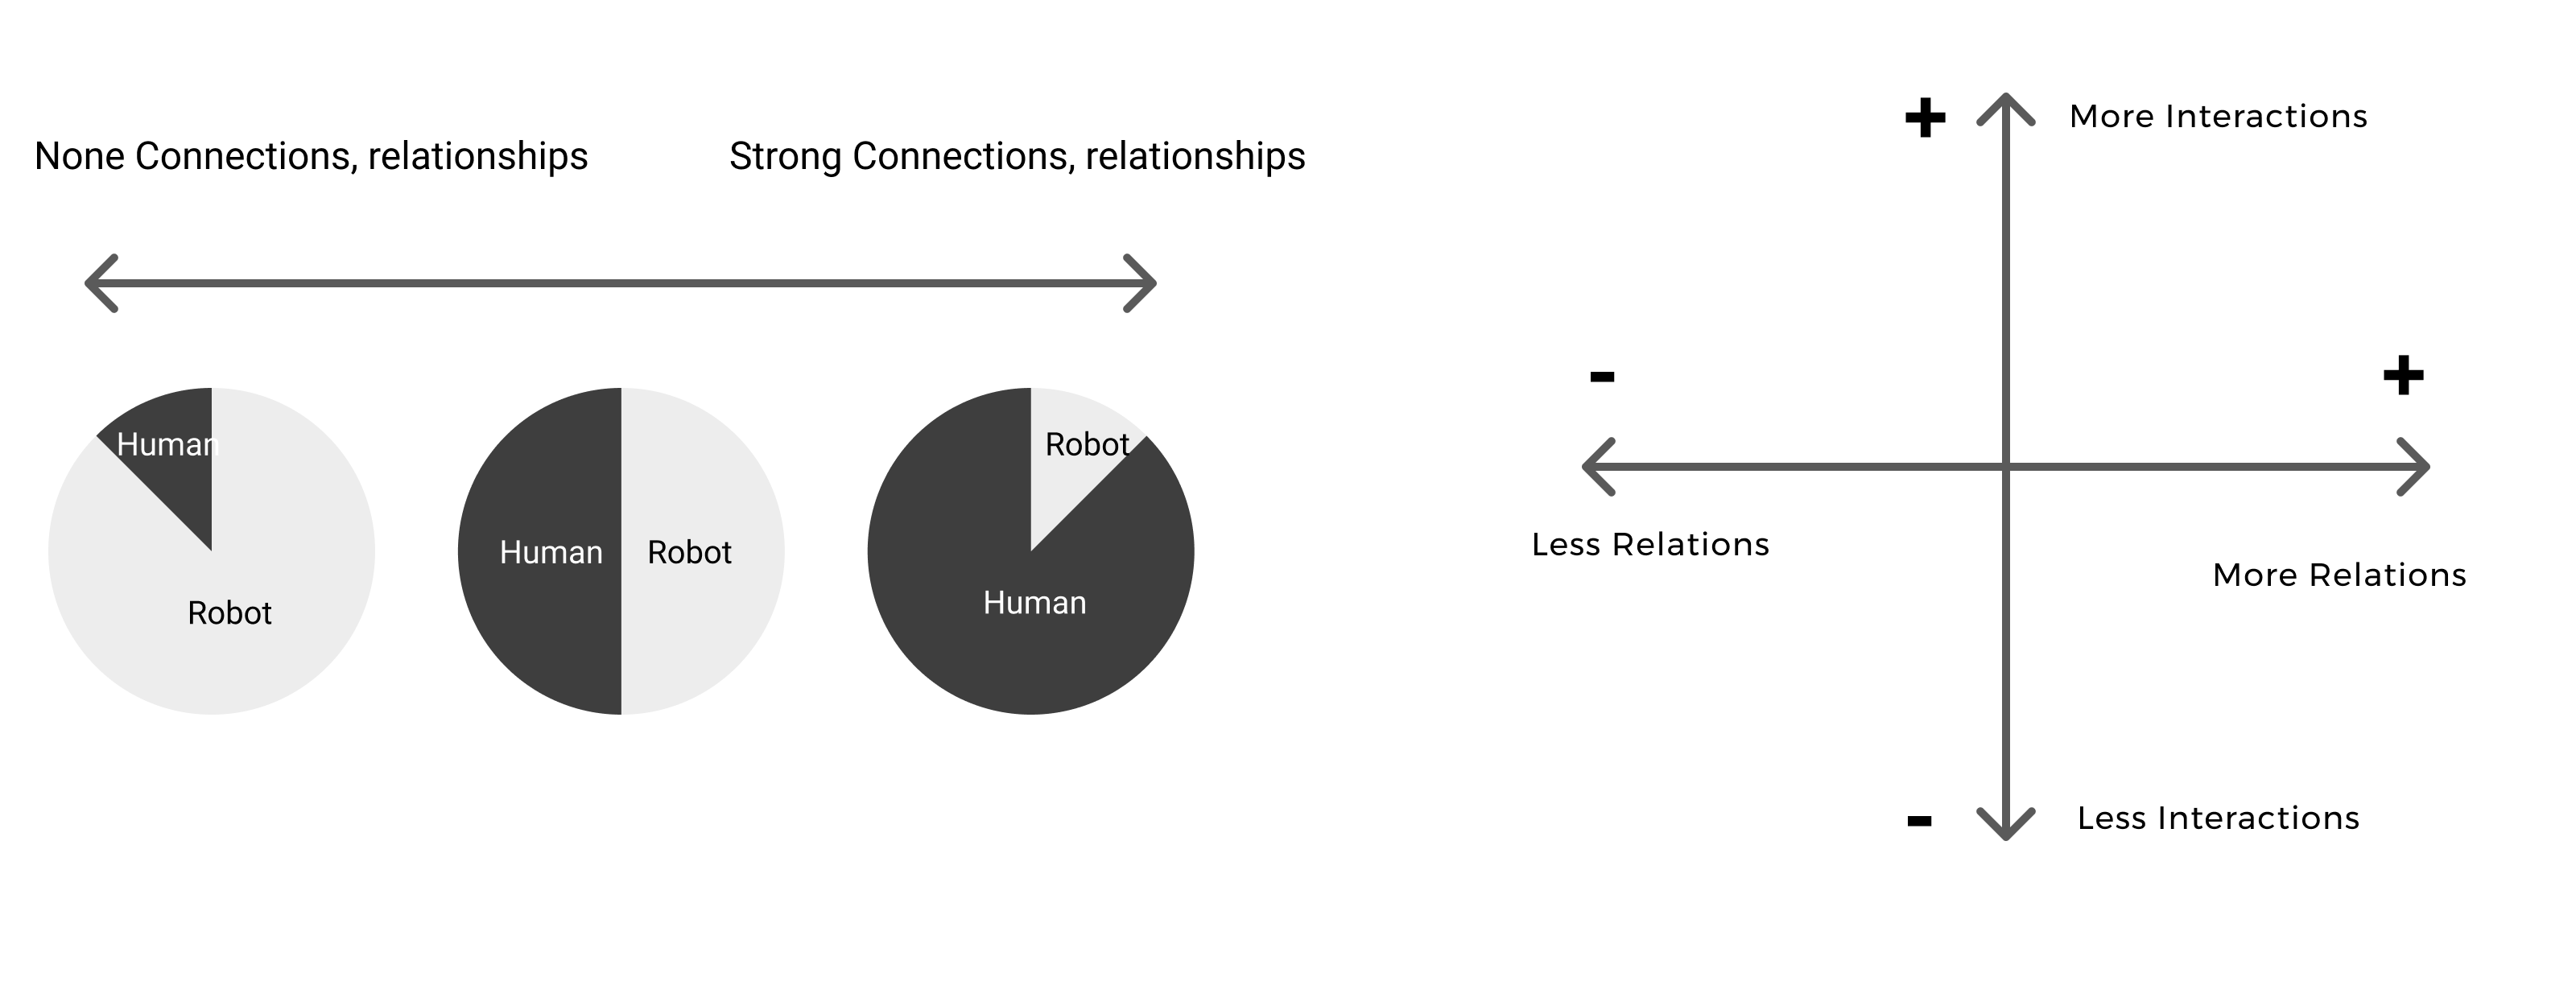 None Connections, relationships
Strong Connections, relationships
Human
Robot
Human
Robot
Robot
Human
+
More Interactions
-
+
Less Relations
More Relations
-
Less Interactions